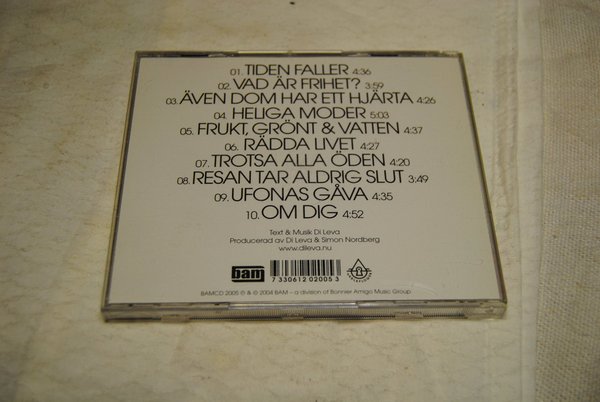 01. TIDEN FALLER 4:36
02. VAD ÄR FRIHET? 3:59
03. ÄVEN DOM HAR ETT HJÄRTA 4:26
04. HELIGA MODER 5:03
05. FRUKT, GRÖNT & VATTEN 4:37
06. RÄDDA LIVET 4:27
07. TROTSA ALLA ÖDEN 4:20
08. RESAN TAR ALDRIG SLUT 3:49
09. UFONAS GÅVA 4:35
10. OM DIG 4:52
Text & Musik Di Leva
Producerad av Di Leva & Simon Nordberg
www.dileva.nu
bam
7 330612 020053
BAMCD 2005 ℗ & © 2004 BAM – a division of Bonnier Amigo Music Group